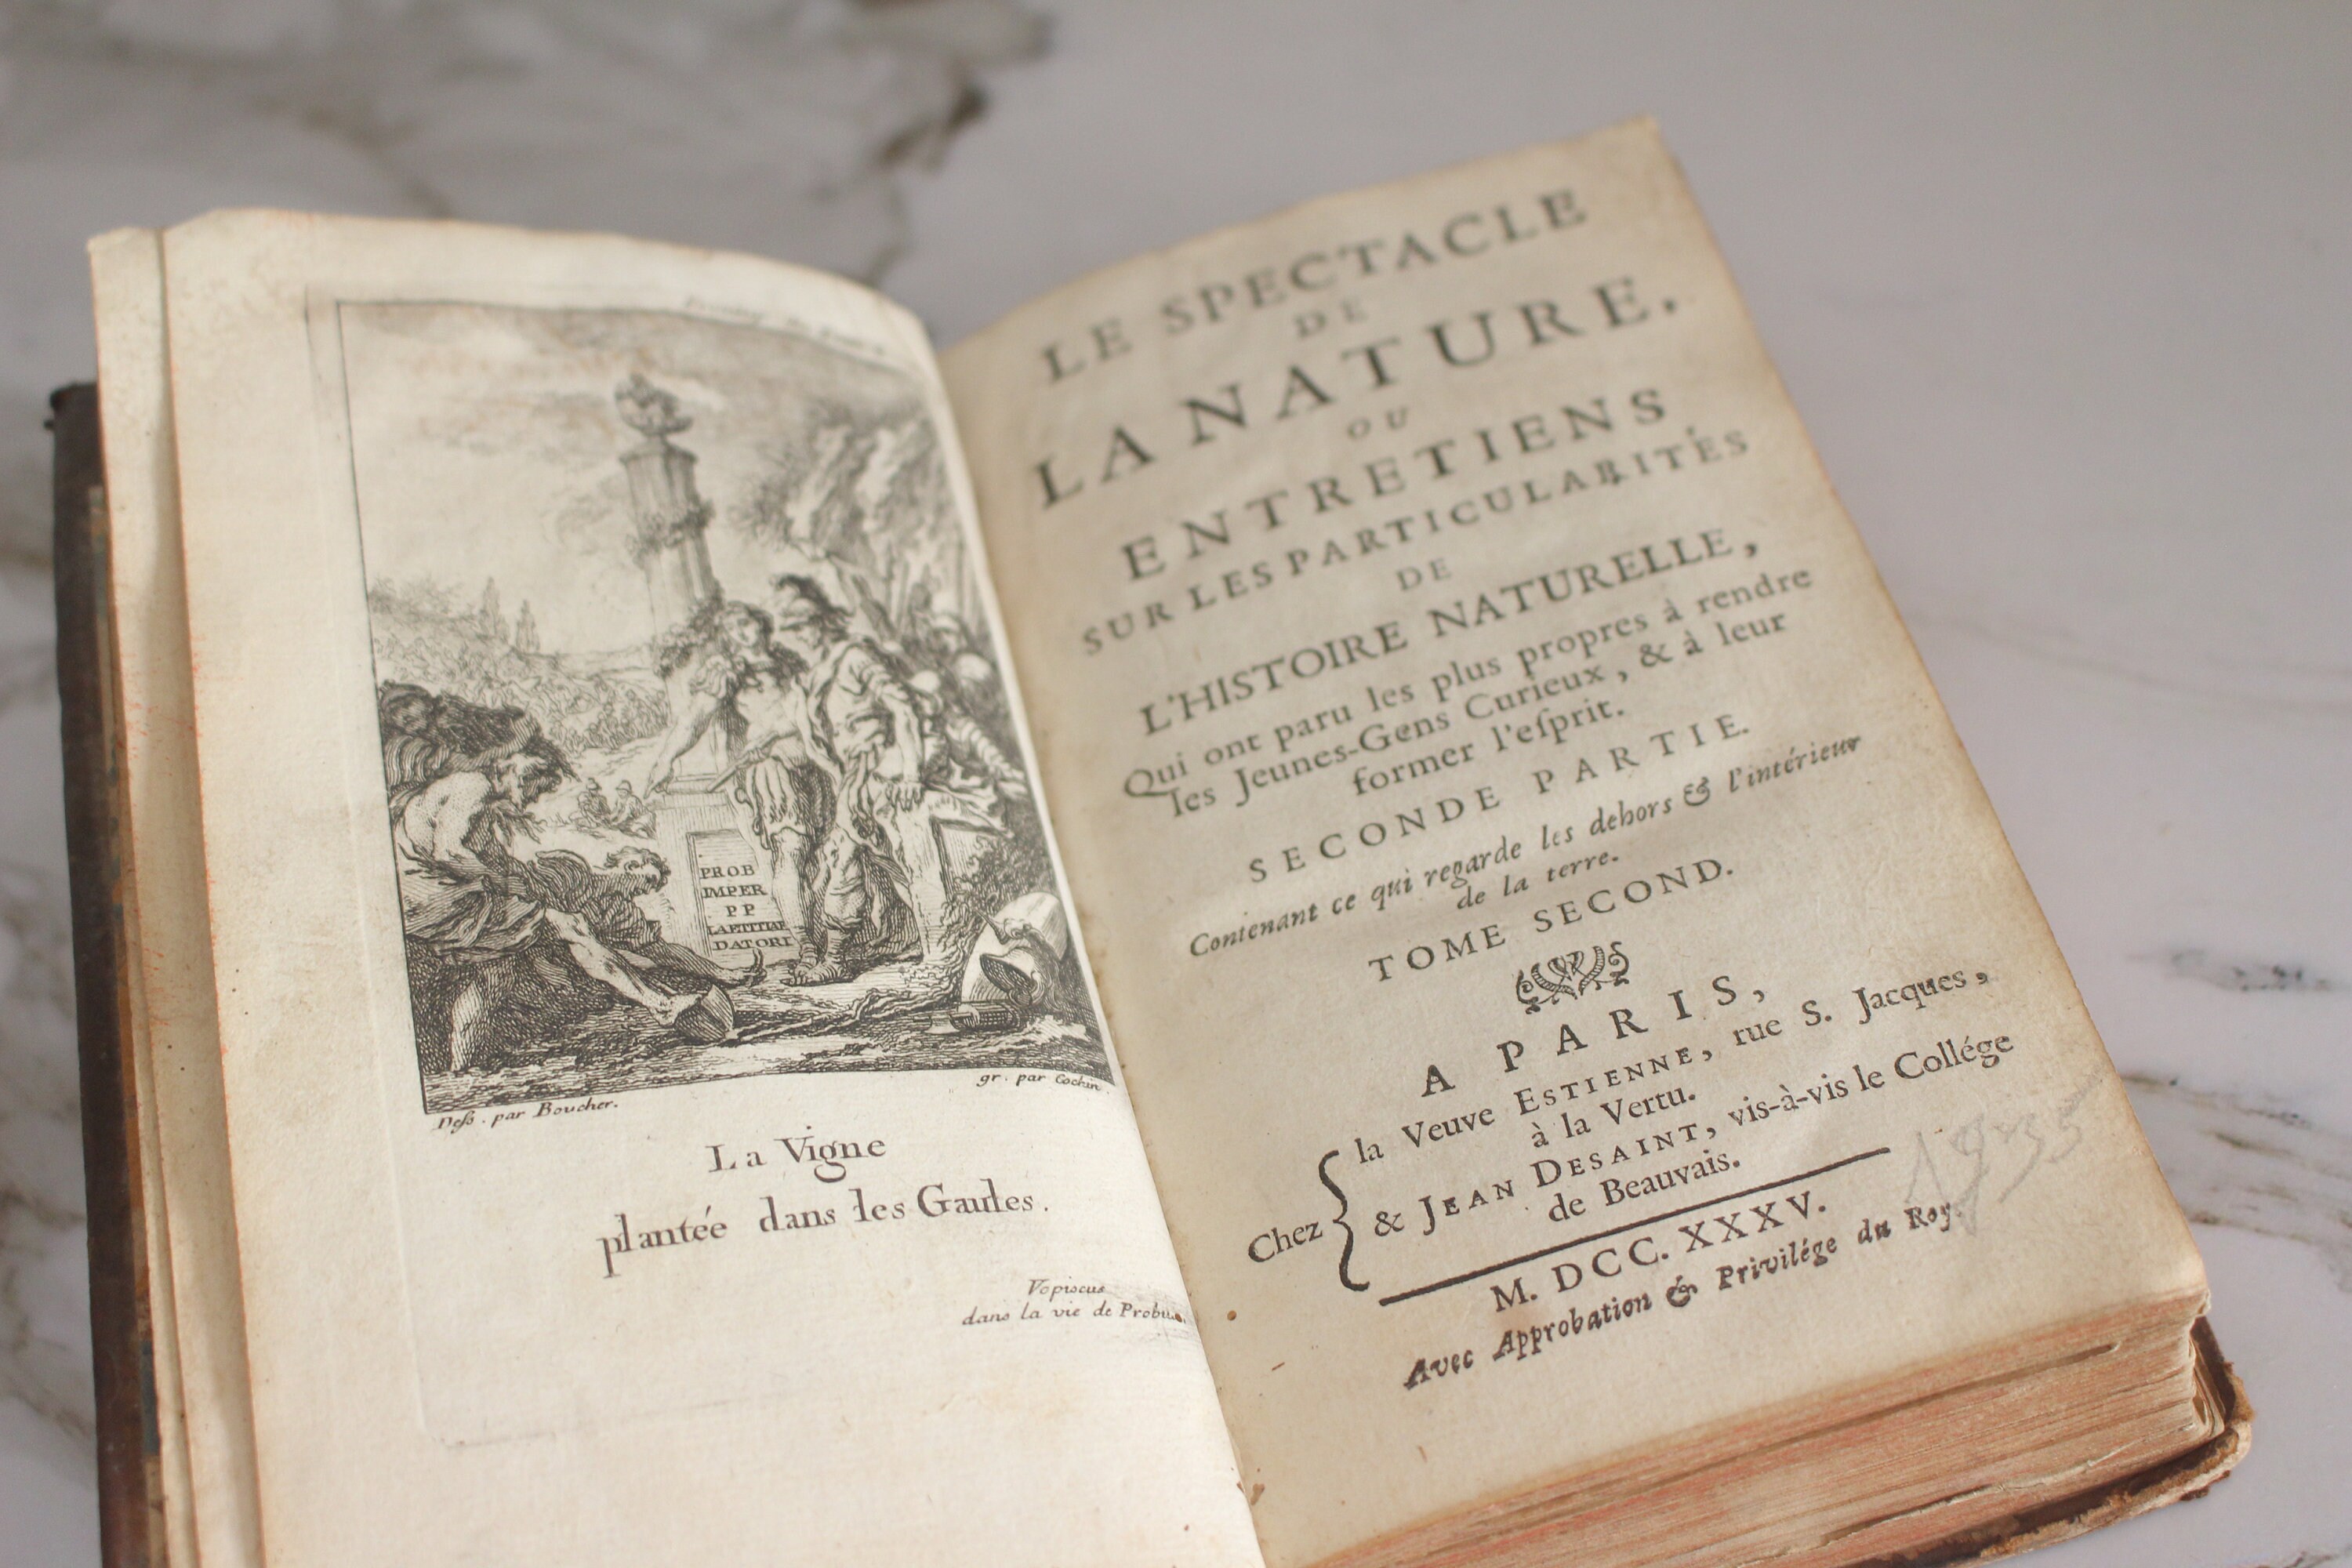 PROB
IMPER
PP
LAETITIAE
DATORI
Deſs. par Boucher.
gr. par Cochin
La Vigne
plantée dans les Gaules.
Vopiscus
dans la vie de Probus.
LE SPECTACLE
DE
LA NATURE,
OU
ENTRETIENS
SUR LES PARTICULARITÉS
DE
L'HISTOIRE NATURELLE,
Qui ont paru les plus propres à rendre
les Jeunes-Gens Curieux, & à leur
former l'eſprit.
SECONDE PARTIE.
Contenant ce qui regarde les dehors & l'intérieur
de la terre.
TOME SECOND.
A PARIS,
Chez { la Veuve ESTIENNE, rue S. Jacques,
à la Vertu.
& JEAN DESAINT, vis-à-vis le Collége
de Beauvais.
M. DCC. XXXV.
Avec Approbation & Privilége du Roy.